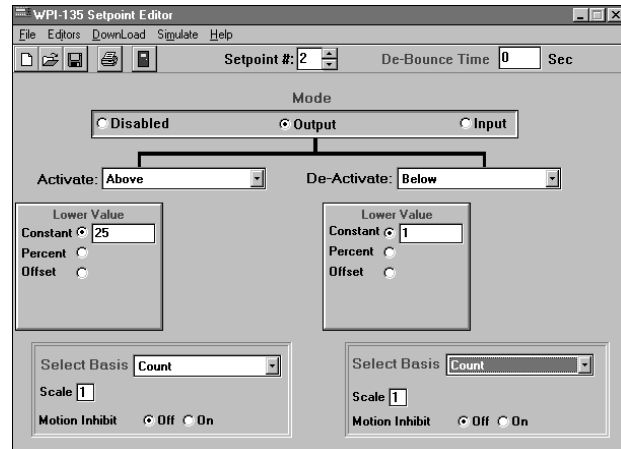 WPI-135 Setpoint Editor
File Editors DownLoad Simulate Help
Setpoint #: 2 De-Bounce Time 0 Sec
Mode
Disabled Output Input
Activate: Above De-Activate: Below
Lower Value Lower Value
Constant 25 Constant 1
Percent Percent
Offset Offset
Select Basis Count Select Basis Count
Scale 1 Scale 1
Motion Inhibit Off On Motion Inhibit Off On